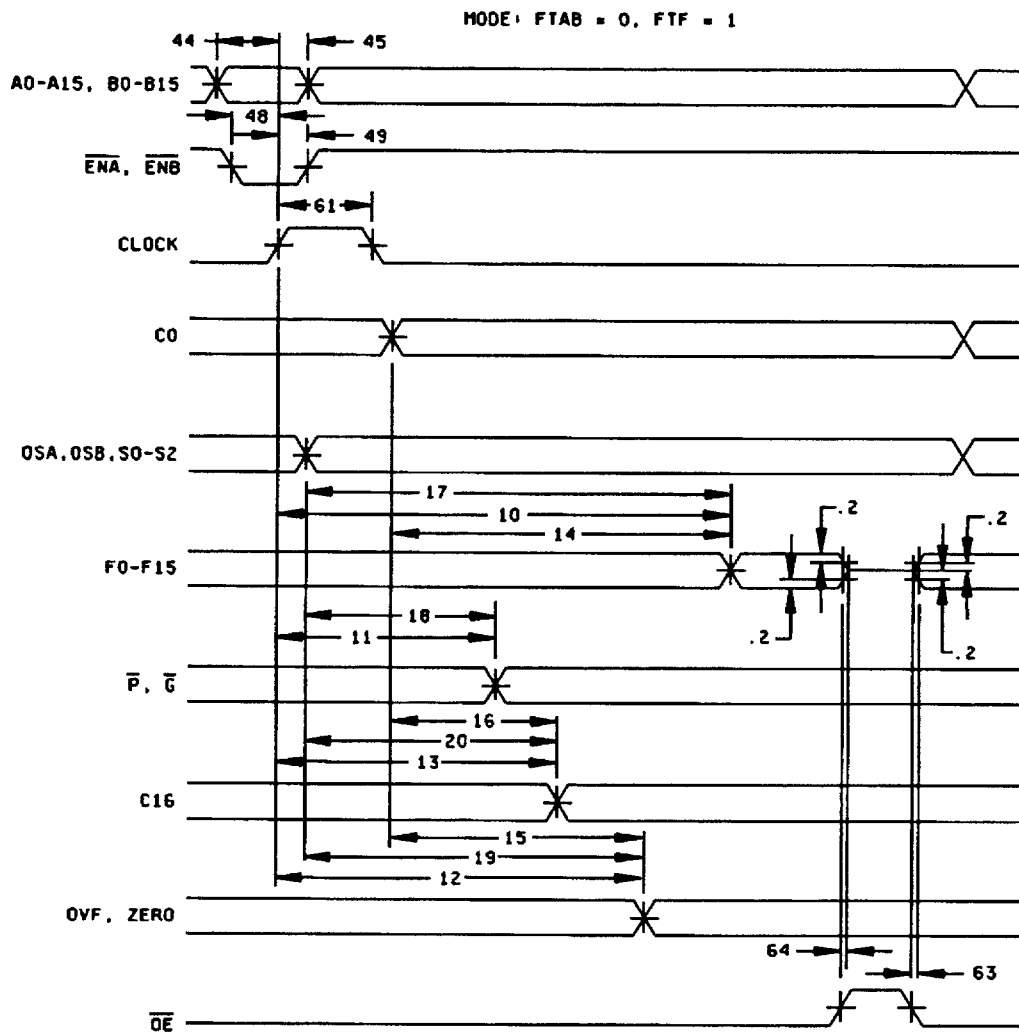 MODE: FTAB = 0, FTF = 1
44 45
A0-A15, B0-B15
48 49
ENA, ENB
61
CLOCK
C0
OSA,OSB,S0-S2
17
10 .2 .2
14
F0-F15
18
11 .2 .2
P, G
16
20
13
C16
15
19
12
OVF, ZERO
64 63
OE